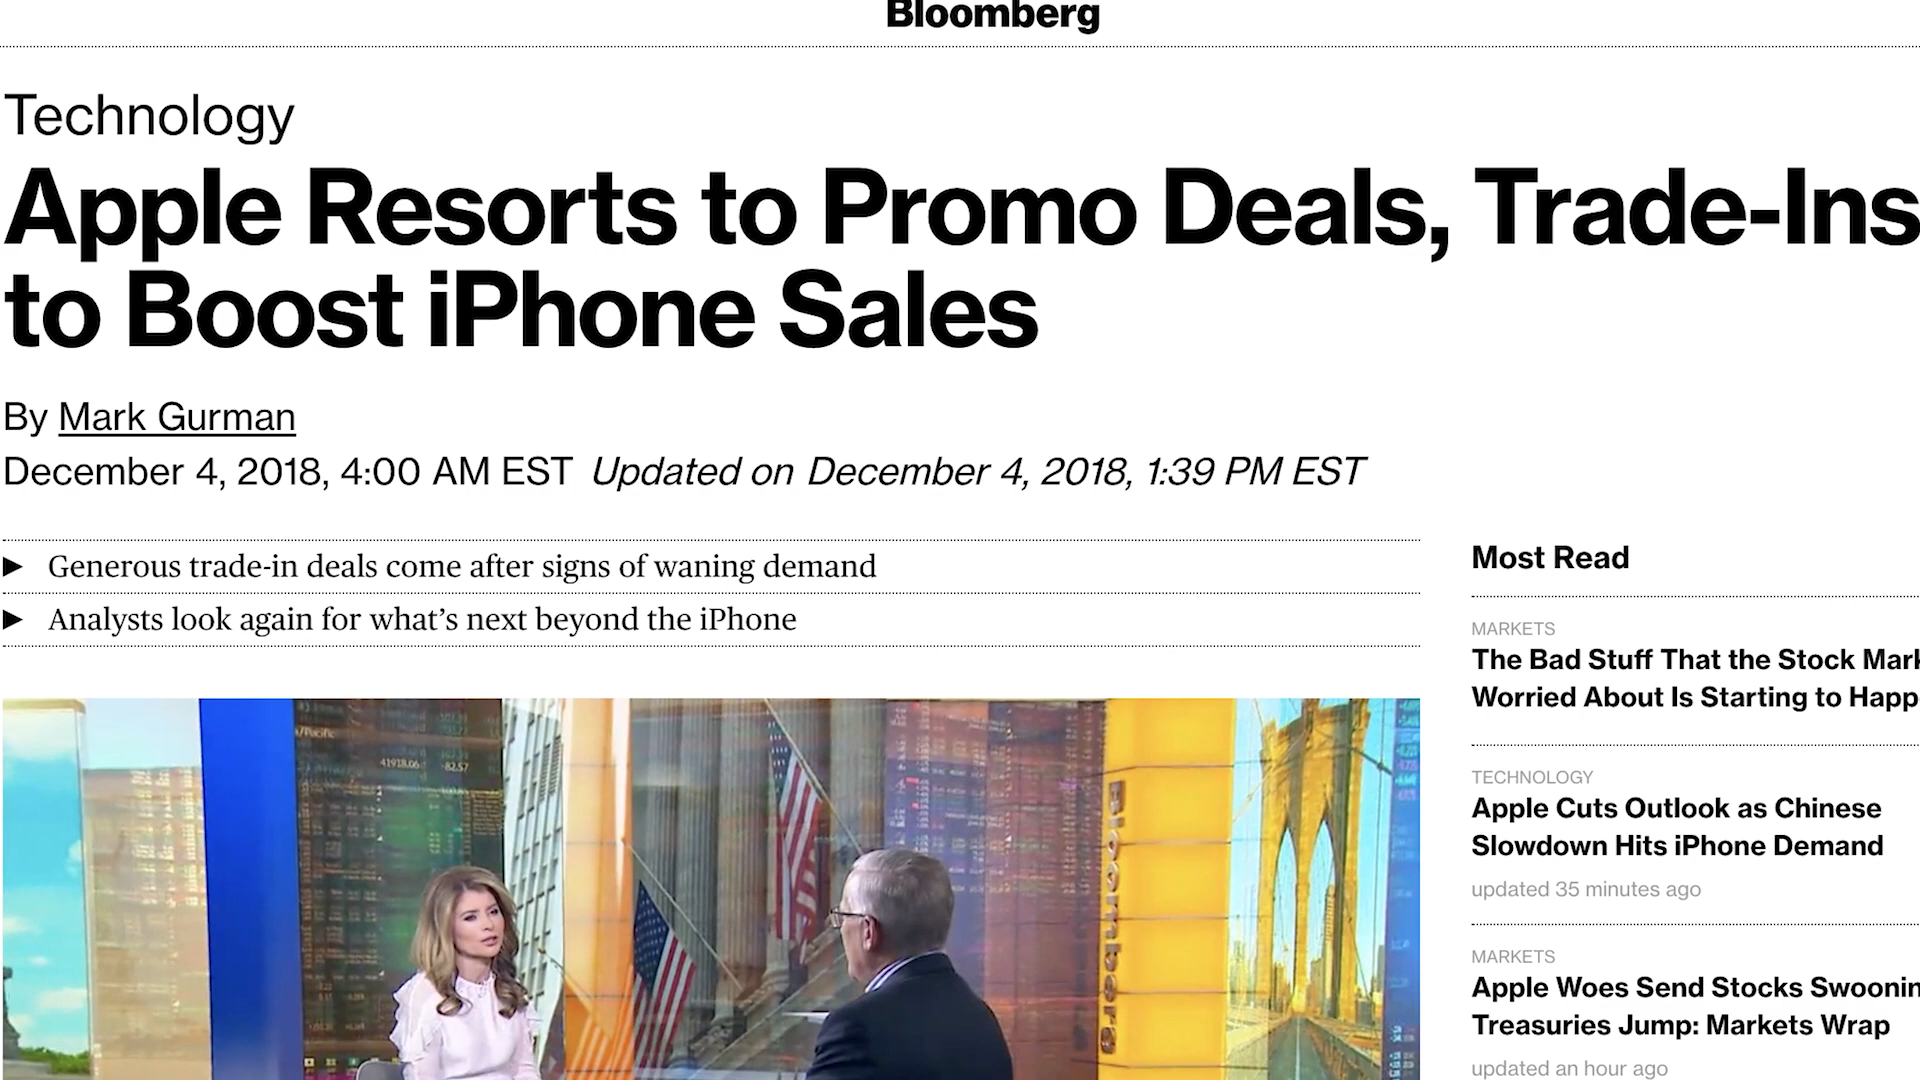 Bloomberg
Technology
Apple Resorts to Promo Deals, Trade-Ins
to Boost iPhone Sales
By Mark Gurman
December 4, 2018, 4:00 AM EST Updated on December 4, 2018, 1:39 PM EST
► Generous trade-in deals come after signs of waning demand
► Analysts look again for what’s next beyond the iPhone
/Pacific
41918.06 -82.57
Bloomberg
Most Read
MARKETS
The Bad Stuff That the Stock Mark
Worried About Is Starting to Happ
TECHNOLOGY
Apple Cuts Outlook as Chinese
Slowdown Hits iPhone Demand
updated 35 minutes ago
MARKETS
Apple Woes Send Stocks Swoonin
Treasuries Jump: Markets Wrap
updated an hour ago